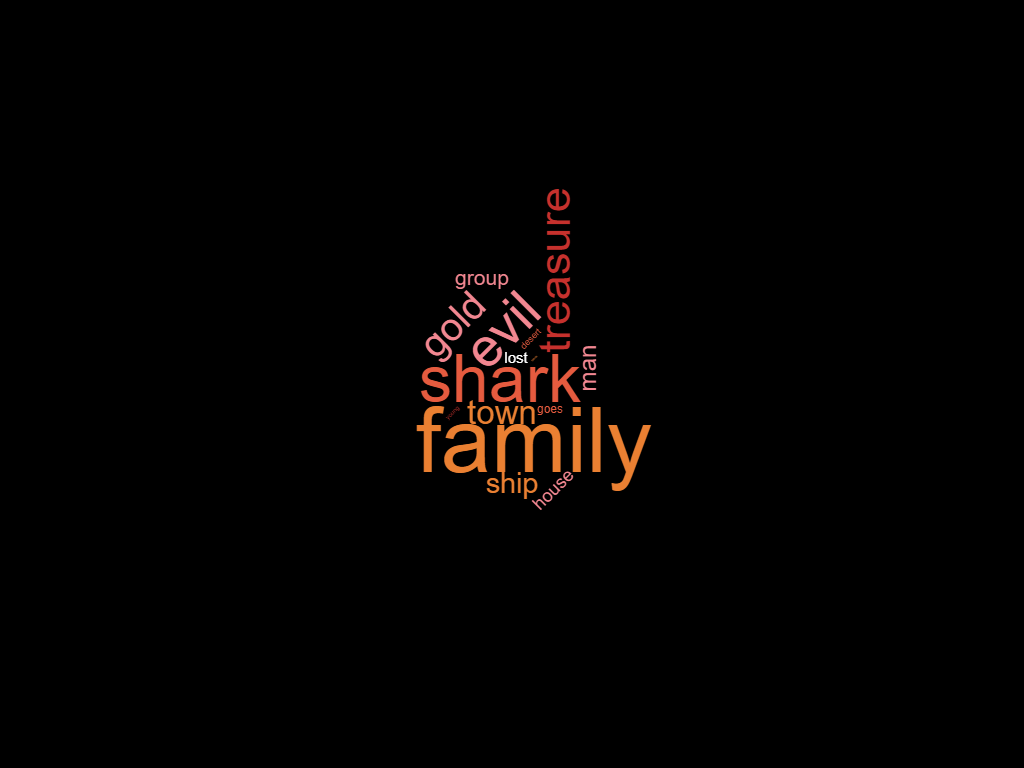 treasure
group
gold
evil
desert
lost
man
shark
town
goes
family
ship
house